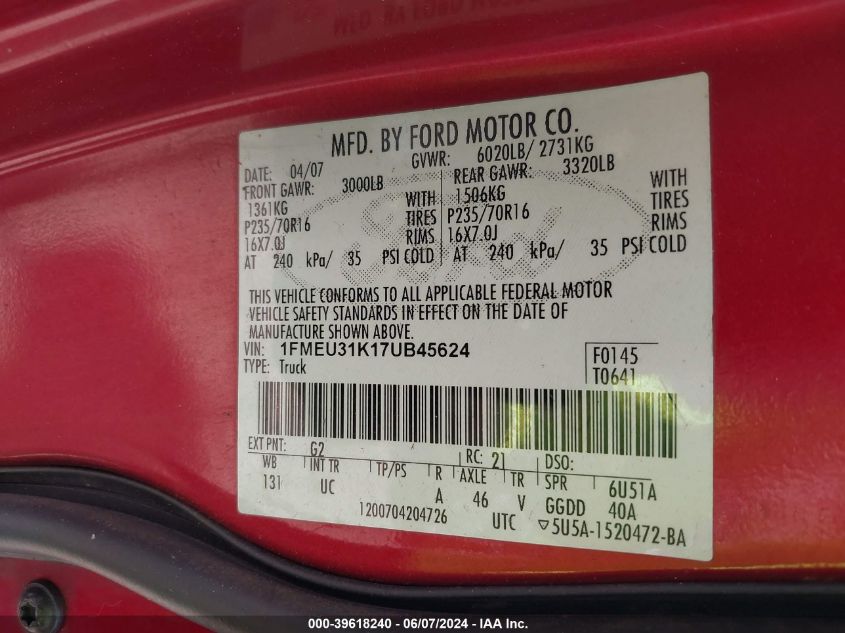 MFD. BY FORD MOTOR CO.
DATE: 04/07 GVWR: 6020LB/ 2731KG
FRONT GAWR: 3000LB REAR GAWR: 3320LB
1361KG WITH 1506KG WITH
P235/70R16 TIRES P235/70R16 TIRES
16X7.0J RIMS 16X7.0J RIMS
AT 240 kPa/ 35 PSI COLD AT 240 kPa/ 35 PSI COLD
THIS VEHICLE CONFORMS TO ALL APPLICABLE FEDERAL MOTOR
VEHICLE SAFETY STANDARDS IN EFFECT ON THE DATE OF
MANUFACTURE SHOWN ABOVE.
VIN: 1FMEU31K17UB45624 F0145
TYPE: Truck T0641
EXT PNT: G2 RC: 21 DSO:
WB INT TR TP/PS R AXLE TR SPR 6U51A
131 UC A 46 V GGDD 40A
1200704204726 UTC ▽5U5A-1520472-BA
000-39618240 - 06/07/2024 - IAA Inc.